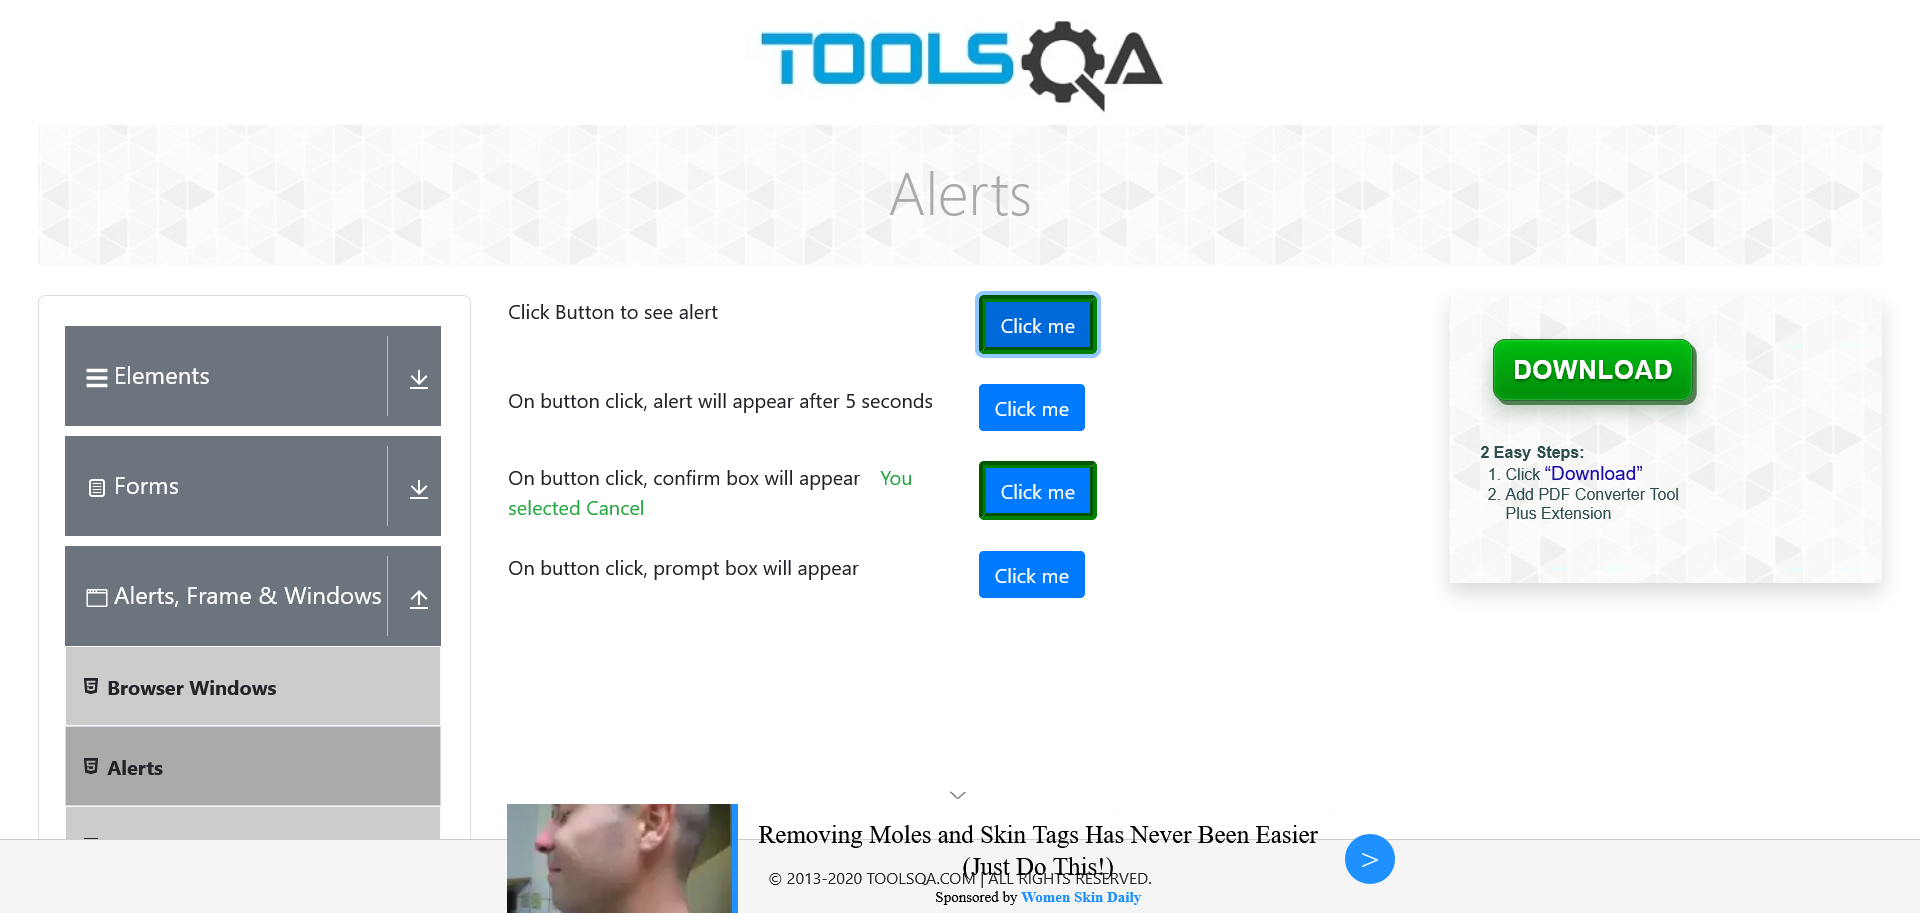 TOOLSQA
Alerts
Elements
Forms
Alerts, Frame & Windows
Browser Windows
Alerts
Click Button to see alert
Click me
On button click, alert will appear after 5 seconds
Click me
On button click, confirm box will appear You
selected Cancel
Click me
On button click, prompt box will appear
Click me
DOWNLOAD
2 Easy Steps:
1. Click “Download”
2. Add PDF Converter Tool
Plus Extension
Removing Moles and Skin Tags Has Never Been Easier
(Just Do This!)
>
© 2013-2020 TOOLSQA.COM | ALL RIGHTS RESERVED.
Sponsored by Women Skin Daily